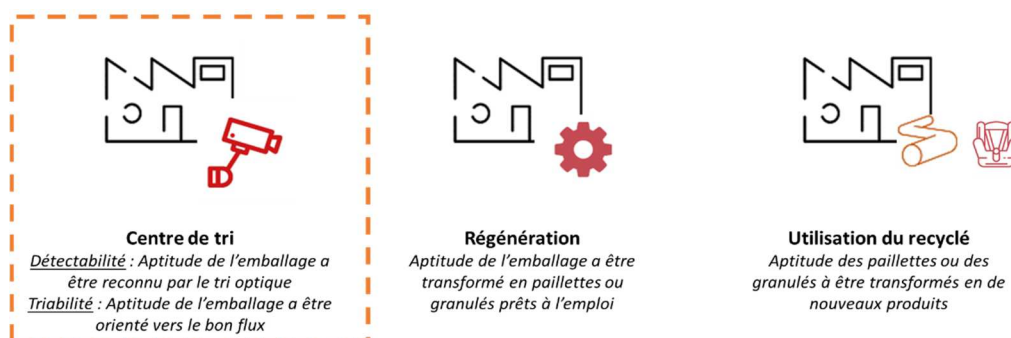 Centre de tri
Détectabilité : Aptitude de l'emballage a
être reconnu par le tri optique
Triabilité : Aptitude de l'emballage a être
orienté vers le bon flux
Régénération
Aptitude de l'emballage a être
transformé en paillettes ou
granulés prêts à l'emploi
Utilisation du recyclé
Aptitude des paillettes ou des
granulés à être transformés en de
nouveaux produits